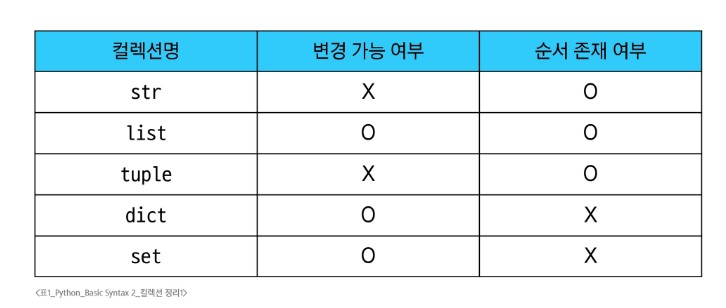 컬렉션명 변경 가능 여부 순서 존재 여부
str X O
list O O
tuple X O
dict O X
set O X
<표1_Python_Basic Syntax 2_컬렉션 정리1>